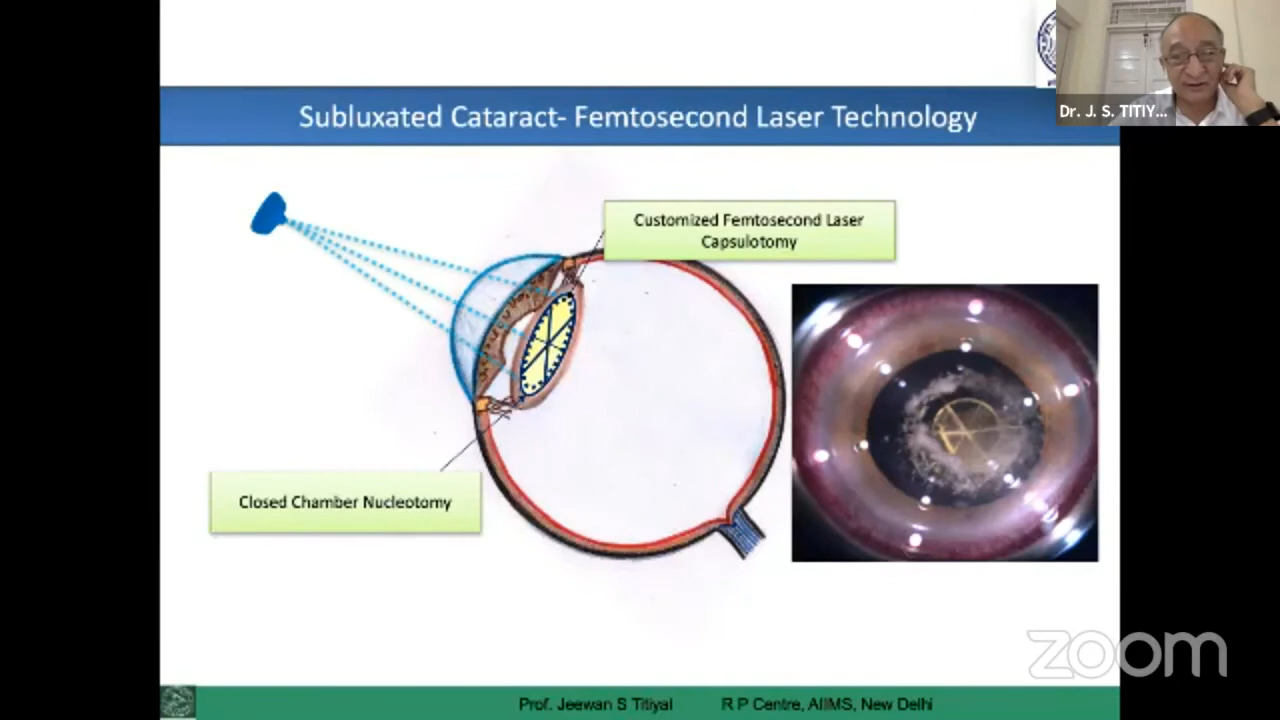 Dr. J. S. TITIY...
Subluxated Cataract- Femtosecond Laser Technology
Customized Femtosecond Laser
Capsulotomy
Closed Chamber Nucleotomy
zoom
Prof. Jeewan S Titiyal R P Centre, AIIMS, New Delhi